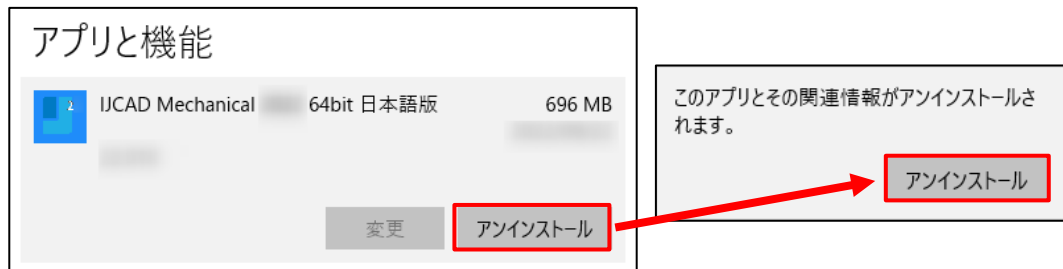 アプリと機能
IJCAD Mechanical 64bit 日本語版 696 MB
変更 アンインストール
このアプリとその関連情報がアンインストールさ
れます。
アンインストール